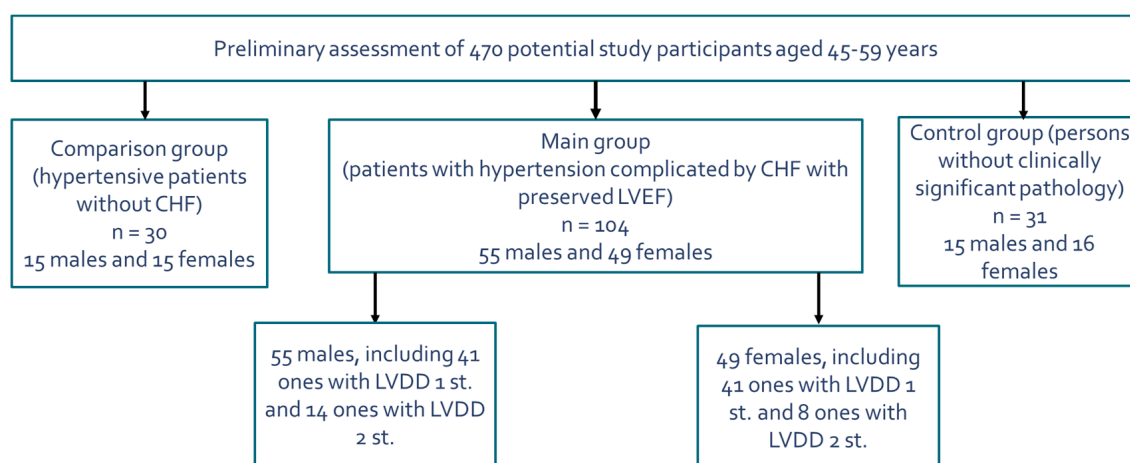 Preliminary assessment of 470 potential study participants aged 45-59 years
Comparison group
(hypertensive patients
without CHF)
n = 30
15 males and 15 females
Main group
(patients with hypertension complicated by CHF with
preserved LVEF)
n = 104
55 males and 49 females
Control group (persons
without clinically
significant pathology)
n = 31
15 males and 16
females
55 males, including 41
ones with LVDD 1 st.
and 14 ones with LVDD
2 st.
49 females, including
41 ones with LVDD 1
st. and 8 ones with
LVDD 2 st.